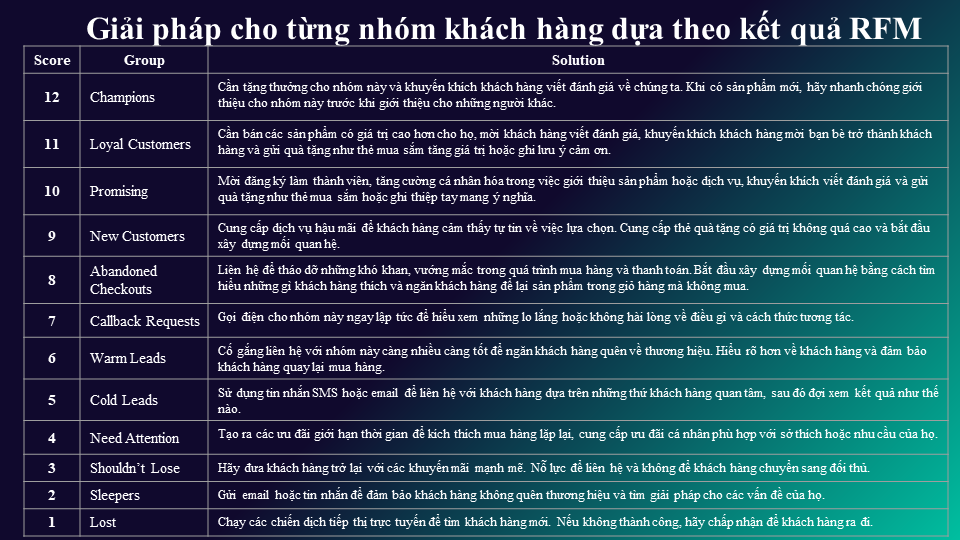 Giải pháp cho từng nhóm khách hàng dựa theo kết quả RFM
Score Group Solution
12 Champions Cần tặng thưởng cho nhóm này và khuyến khích khách hàng viết đánh giá về chúng ta. Khi có sản phẩm mới, hãy nhanh chóng giới
thiệu cho nhóm này trước khi giới thiệu cho những người khác.
11 Loyal Customers Cần bán các sản phẩm có giá trị cao hơn cho họ, mời khách hàng viết đánh giá, khuyến khích khách hàng mời bạn bè trở thành khách
hàng và gửi quà tặng như thẻ mua sắm tăng giá trị hoặc ghi lưu ý cảm ơn.
10 Promising Mời đăng ký làm thành viên, tăng cường cá nhân hóa trong việc giới thiệu sản phẩm hoặc dịch vụ, khuyến khích viết đánh giá và gửi
quà tặng như thẻ mua sắm hoặc ghi thiệp tay mang ý nghĩa.
9 New Customers Cung cấp dịch vụ hậu mãi để khách hàng cảm thấy tự tin về việc lựa chọn. Cung cấp thẻ quà tặng có giá trị không quá cao và bắt đầu
xây dựng mối quan hệ.
8 Abandoned
Checkouts Liên hệ để tháo dỡ những khó khan, vướng mắc trong quá trình mua hàng và thanh toán. Bắt đầu xây dựng mối quan hệ bằng cách tìm
hiểu những gì khách hàng thích và ngăn khách hàng để lại sản phẩm trong giỏ hàng mà không mua.
7 Callback Requests Gọi điện cho nhóm này ngay lập tức để hiểu xem những lo lắng hoặc không hài lòng về điều gì và cách thức tương tác.
6 Warm Leads Cố gắng liên hệ với nhóm này càng nhiều càng tốt để ngăn khách hàng quên về thương hiệu. Hiểu rõ hơn về khách hàng và đảm bảo
khách hàng quay lại mua hàng.
5 Cold Leads Sử dụng tin nhắn SMS hoặc email để liên hệ với khách hàng dựa trên những thứ khách hàng quan tâm, sau đó đợi xem kết quả như thế
nào.
4 Need Attention Tạo ra các ưu đãi giới hạn thời gian để kích thích mua hàng lặp lại, cung cấp ưu đãi cá nhân phù hợp với sở thích hoặc nhu cầu của họ.
3 Shouldn’t Lose Hãy đưa khách hàng trở lại với các khuyến mãi mạnh mẽ. Nỗ lực để liên hệ và không để khách hàng chuyển sang đối thủ.
2 Sleepers Gửi email hoặc tin nhắn để đảm bảo khách hàng không quên thương hiệu và tìm giải pháp cho các vấn đề của họ.
1 Lost Chạy các chiến dịch tiếp thị trực tuyến để tìm khách hàng mới. Nếu không thành công, hãy chấp nhận để khách hàng ra đi.